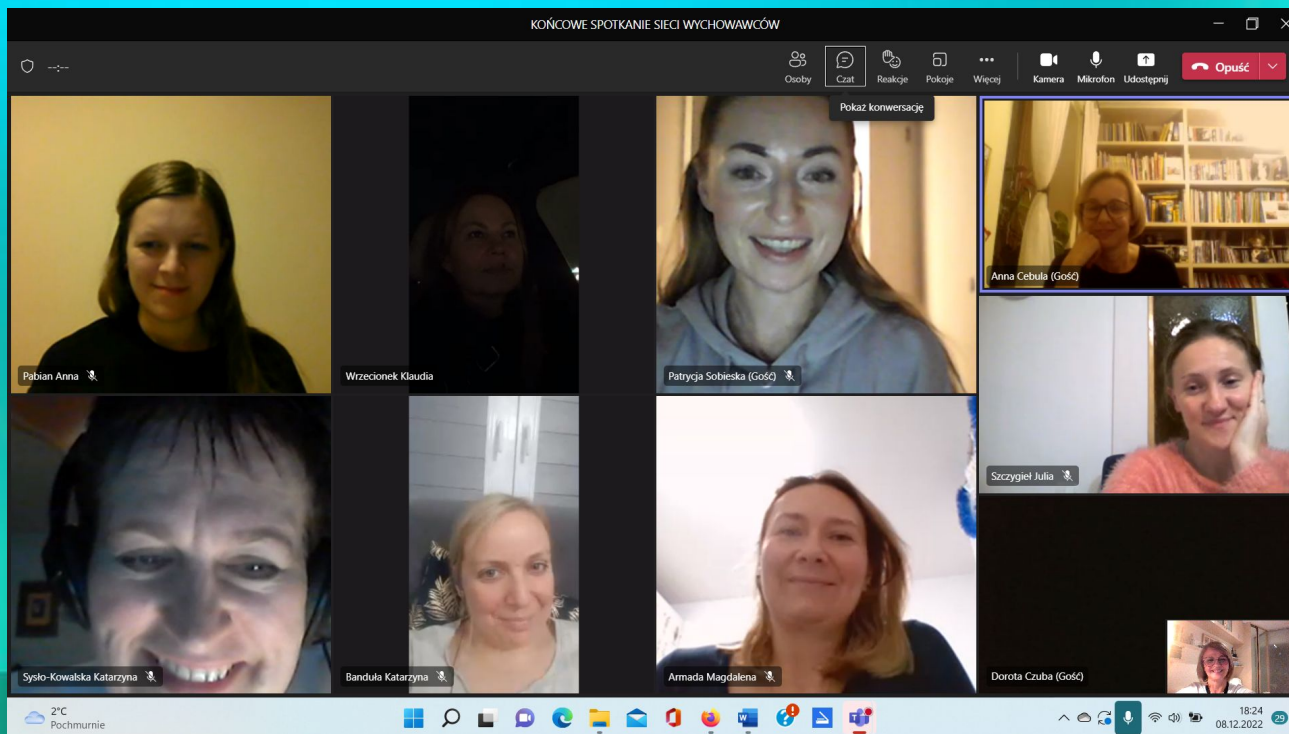 KOŃCOWE SPOTKANIE SIECI WYCHOWAWCÓW
--:--
Osoby
Czat
Reakcje
Pokoje
Więcej
Kamera
Mikrofon
Udostępnij
Opuść
Pokaż konwersację
Pabian Anna
Wrzecionek Klaudia
Patrycja Sobieska (Gość)
Anna Cebula (Gość)
Szczygieł Julia
Sysło-Kowalska Katarzyna
Banduła Katarzyna
Armada Magdalena
Dorota Czuba (Gość)
2°C
Pochmurnie
18:24
08.12.2022
29